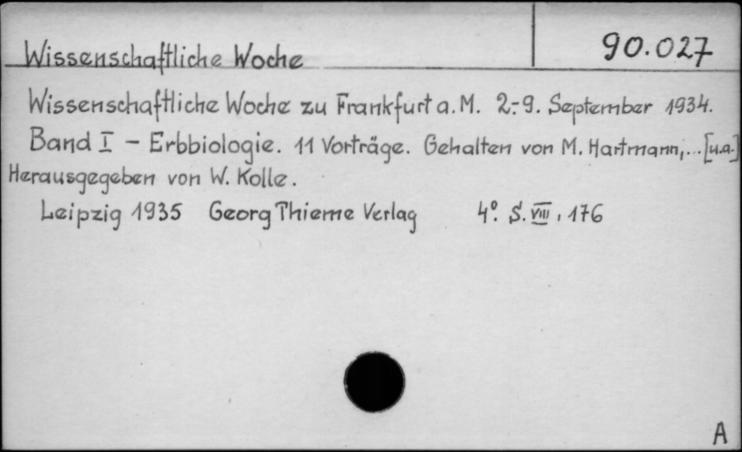 Wissenschaftliche Woche 90.027
Wissenschaftliche Woche zu Frankfurt a. M. 2.-9. September 1934.
Band I - Erbbiologie. 11 Vorträge. Gehalten von M. Hartmann,... [u.a.]
Herausgegeben von W. Kolle.
Leipzig 1935 Georg Thieme Verlag 4º. S. VIII, 176
A